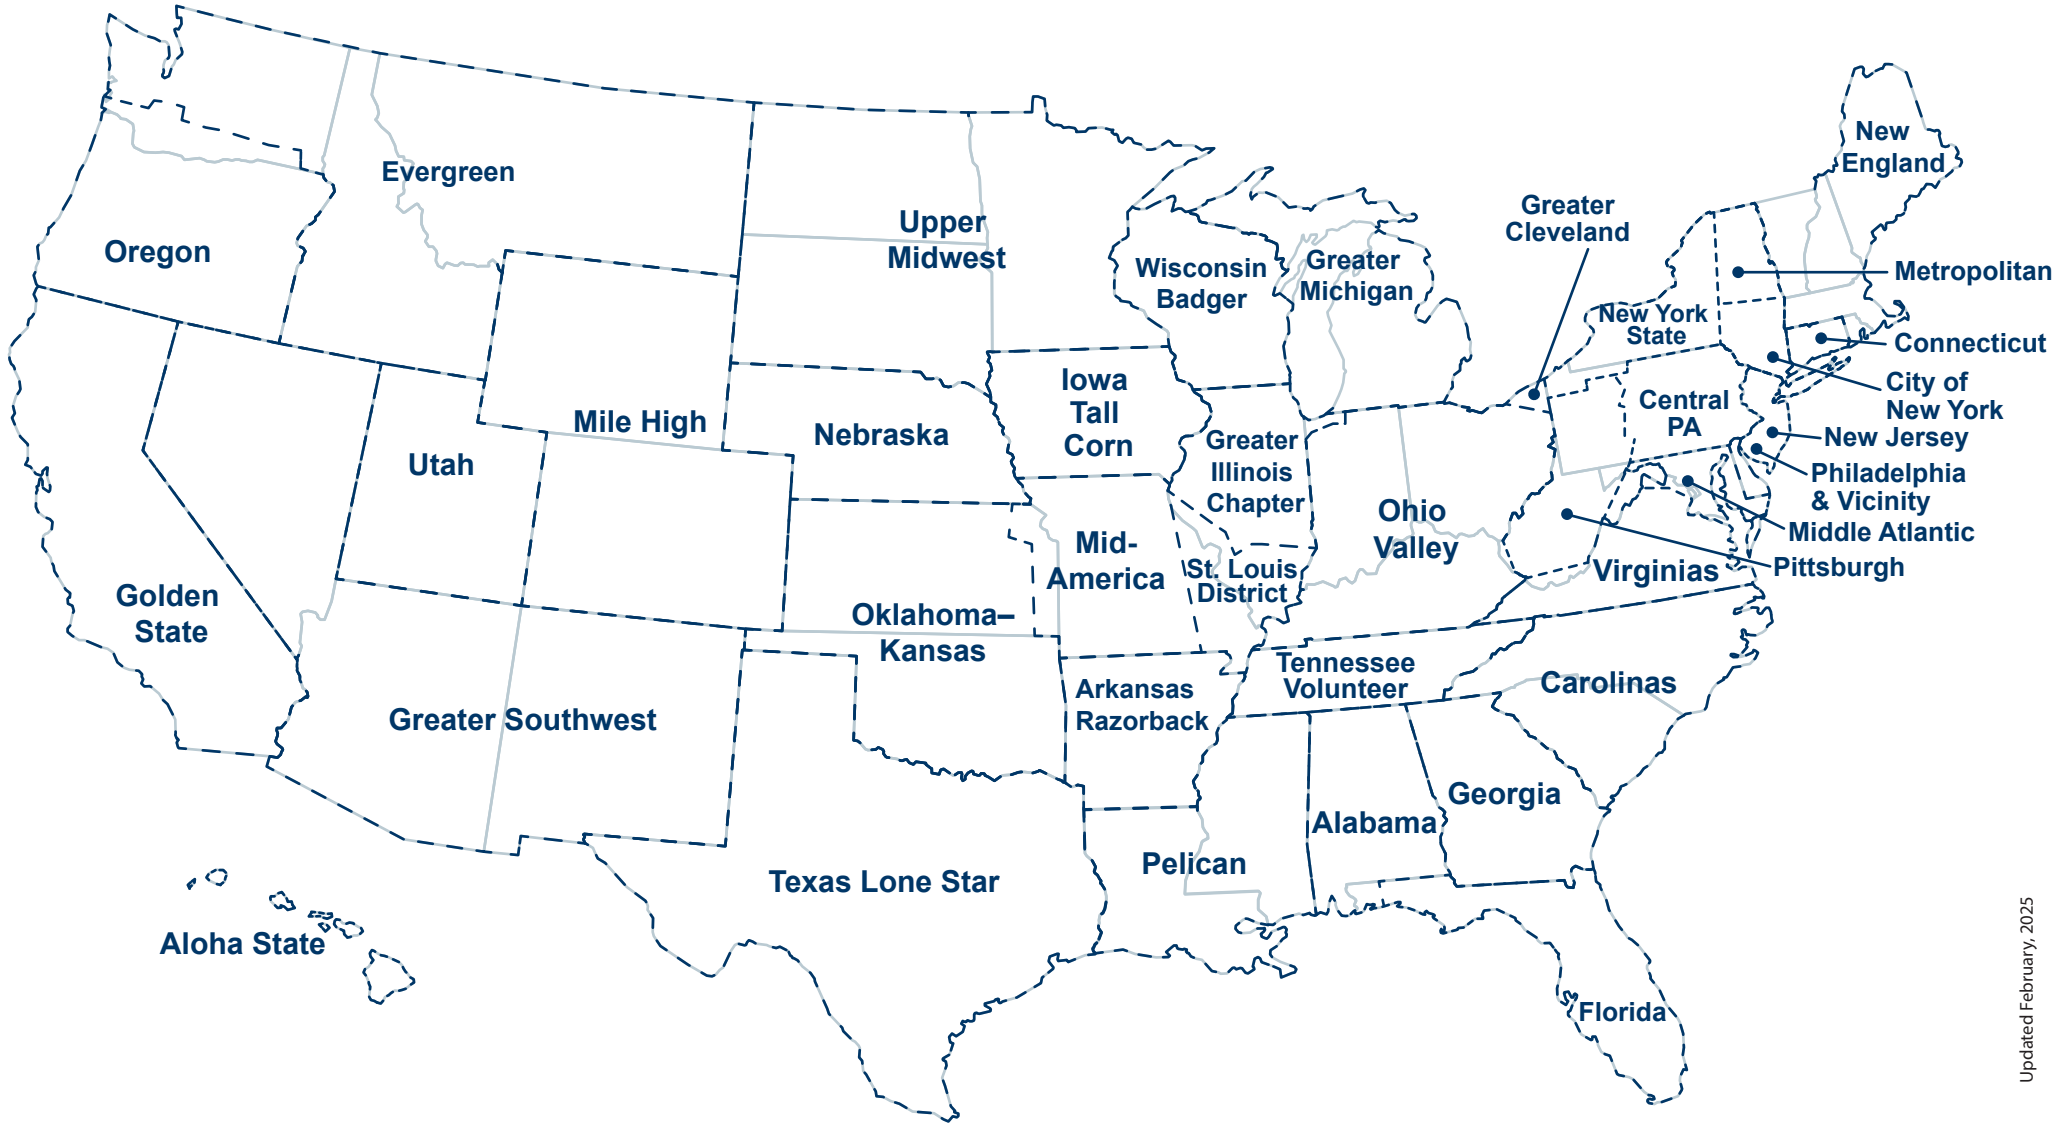 New
England
Evergreen
Greater
Cleveland
Upper
Midwest
Oregon
Wisconsin
Badger
Greater
Michigan
Metropolitan
New York
State
Connecticut
Iowa
Tall
Corn
City of
New York
Central
PA
Mile High
Nebraska
New Jersey
Utah
Greater
Illinois
Chapter
Philadelphia
& Vicinity
Ohio
Valley
Middle Atlantic
Mid-
America
St. Louis
District
Virginias
Pittsburgh
Golden
State
Oklahoma–
Kansas
Tennessee
Volunteer
Carolinas
Arkansas
Razorback
Greater Southwest
Georgia
Alabama
Pelican
Texas Lone Star
Aloha State
Florida
Updated February, 2025